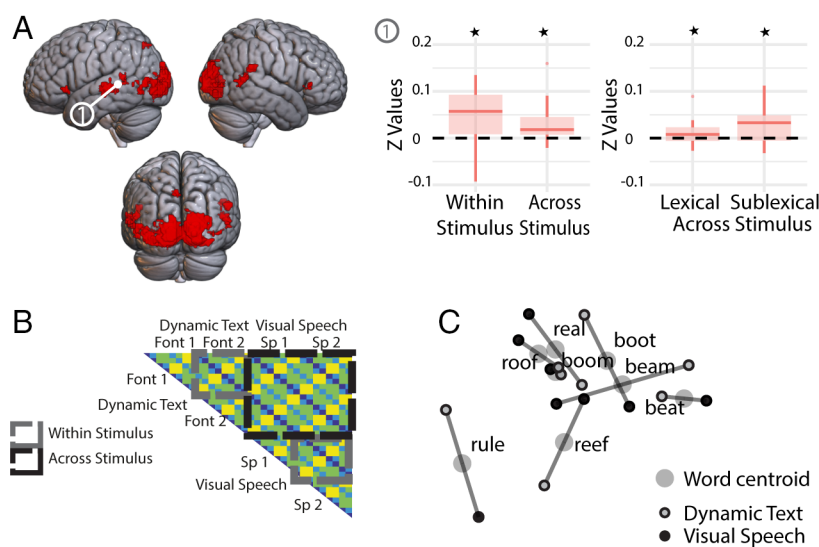 A
1
1
0.2
0.1
0
-0.1
Z Values
Within Stimulus
Across Stimulus
0.2
0.1
0
-0.1
Z Values
Lexical Sublexical
Across Stimulus
B
Dynamic Text Visual Speech
Font 1 Font 2 Sp 1 Sp 2
Font 1
Dynamic Text
Font 2
Within Stimulus
Across Stimulus
Sp 1
Visual Speech
Sp 2
C
real
boot
roof boom
beam
beat
rule
reef
Word centroid
Dynamic Text
Visual Speech